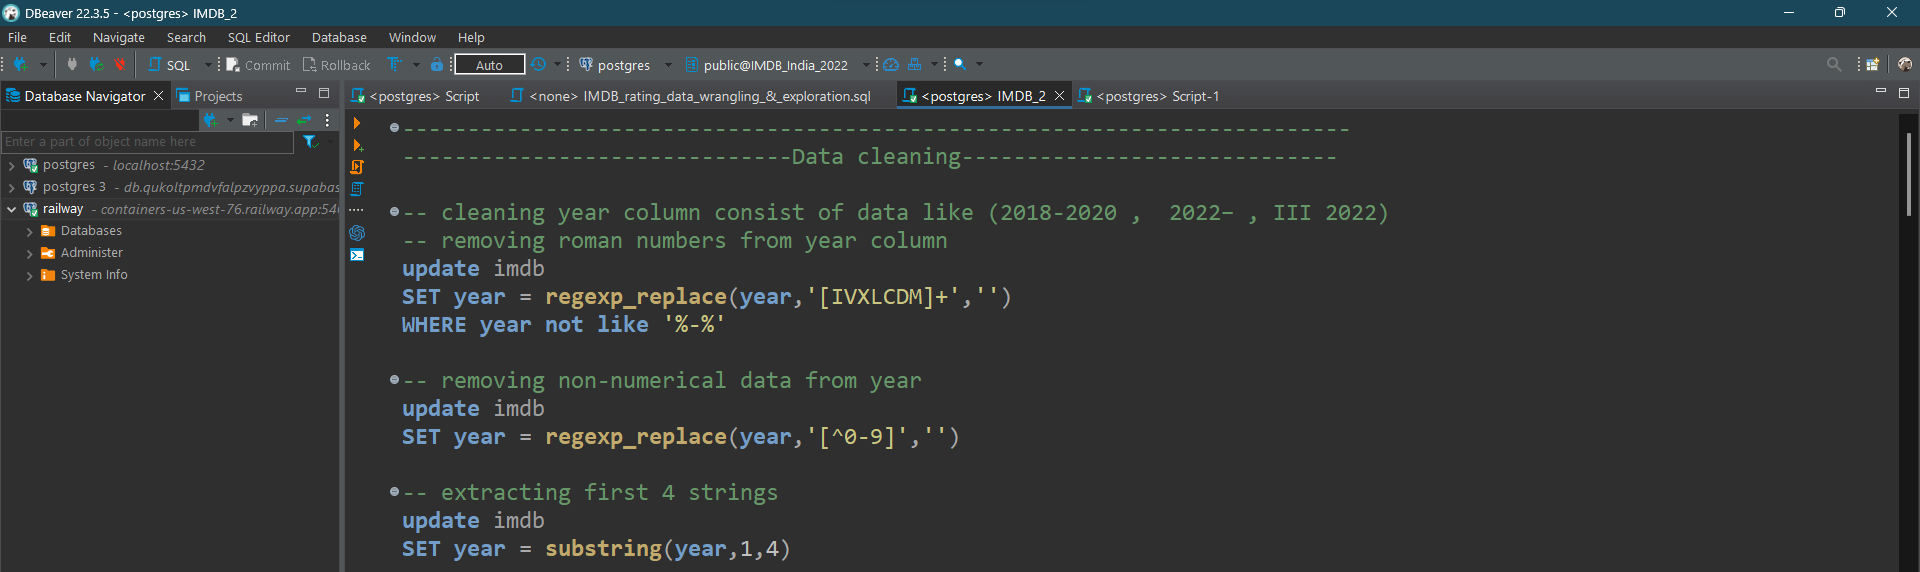 DBeaver 22.3.5 - <postgres> IMDB_2
File Edit Navigate Search SQL Editor Database Window Help
SQL Commit Rollback Auto postgres public@IMDB_India_2022
Database Navigator Projects
<postgres> Script <none> IMDB_rating_data_wrangling_&_exploration.sql <postgres> IMDB_2 <postgres> Script-1
Enter a part of object name here
postgres - localhost:5432
postgres 3 - db.qukoltpmdvfalpzvyppa.supabas
railway - containers-us-west-76.railway.app:54
Databases
Administer
System Info
-------------------------------------------------------------------------
------------------------------Data cleaning-----------------------------
-- cleaning year column consist of data like (2018-2020 ,  2022– , III 2022)
-- removing roman numbers from year column
update imdb
SET year = regexp_replace(year,'[IVXLCDM]+','')
WHERE year not like '%-%'
-- removing non-numerical data from year
update imdb
SET year = regexp_replace(year,'[^0-9]','')
-- extracting first 4 strings
update imdb
SET year = substring(year,1,4)